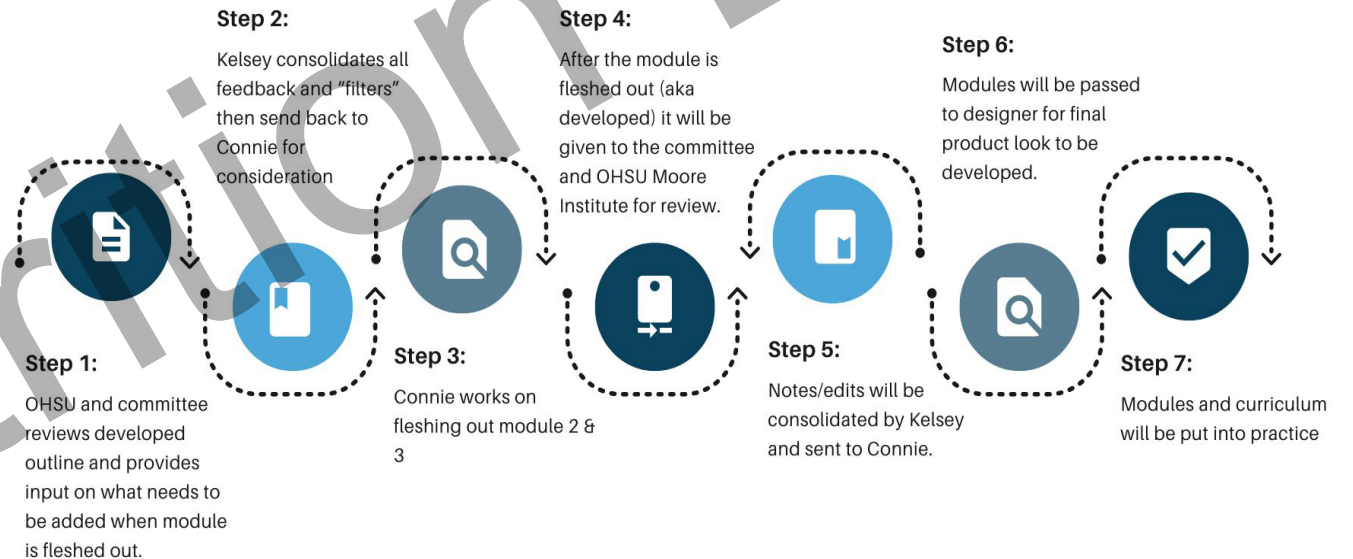 Step 1:
OHSU and committee
reviews developed
outline and provides
input on what needs to
be added when module
is fleshed out.
Step 2:
Kelsey consolidates all
feedback and “filters”
then send back to
Connie for
consideration
Step 3:
Connie works on
fleshing out module 2 &
3
Step 4:
After the module is
fleshed out (aka
developed) it will be
given to the committee
and OHSU Moore
Institute for review.
Step 5:
Notes/edits will be
consolidated by Kelsey
and sent to Connie.
Step 6:
Modules will be passed
to designer for final
product look to be
developed.
Step 7:
Modules and curriculum
will be put into practice